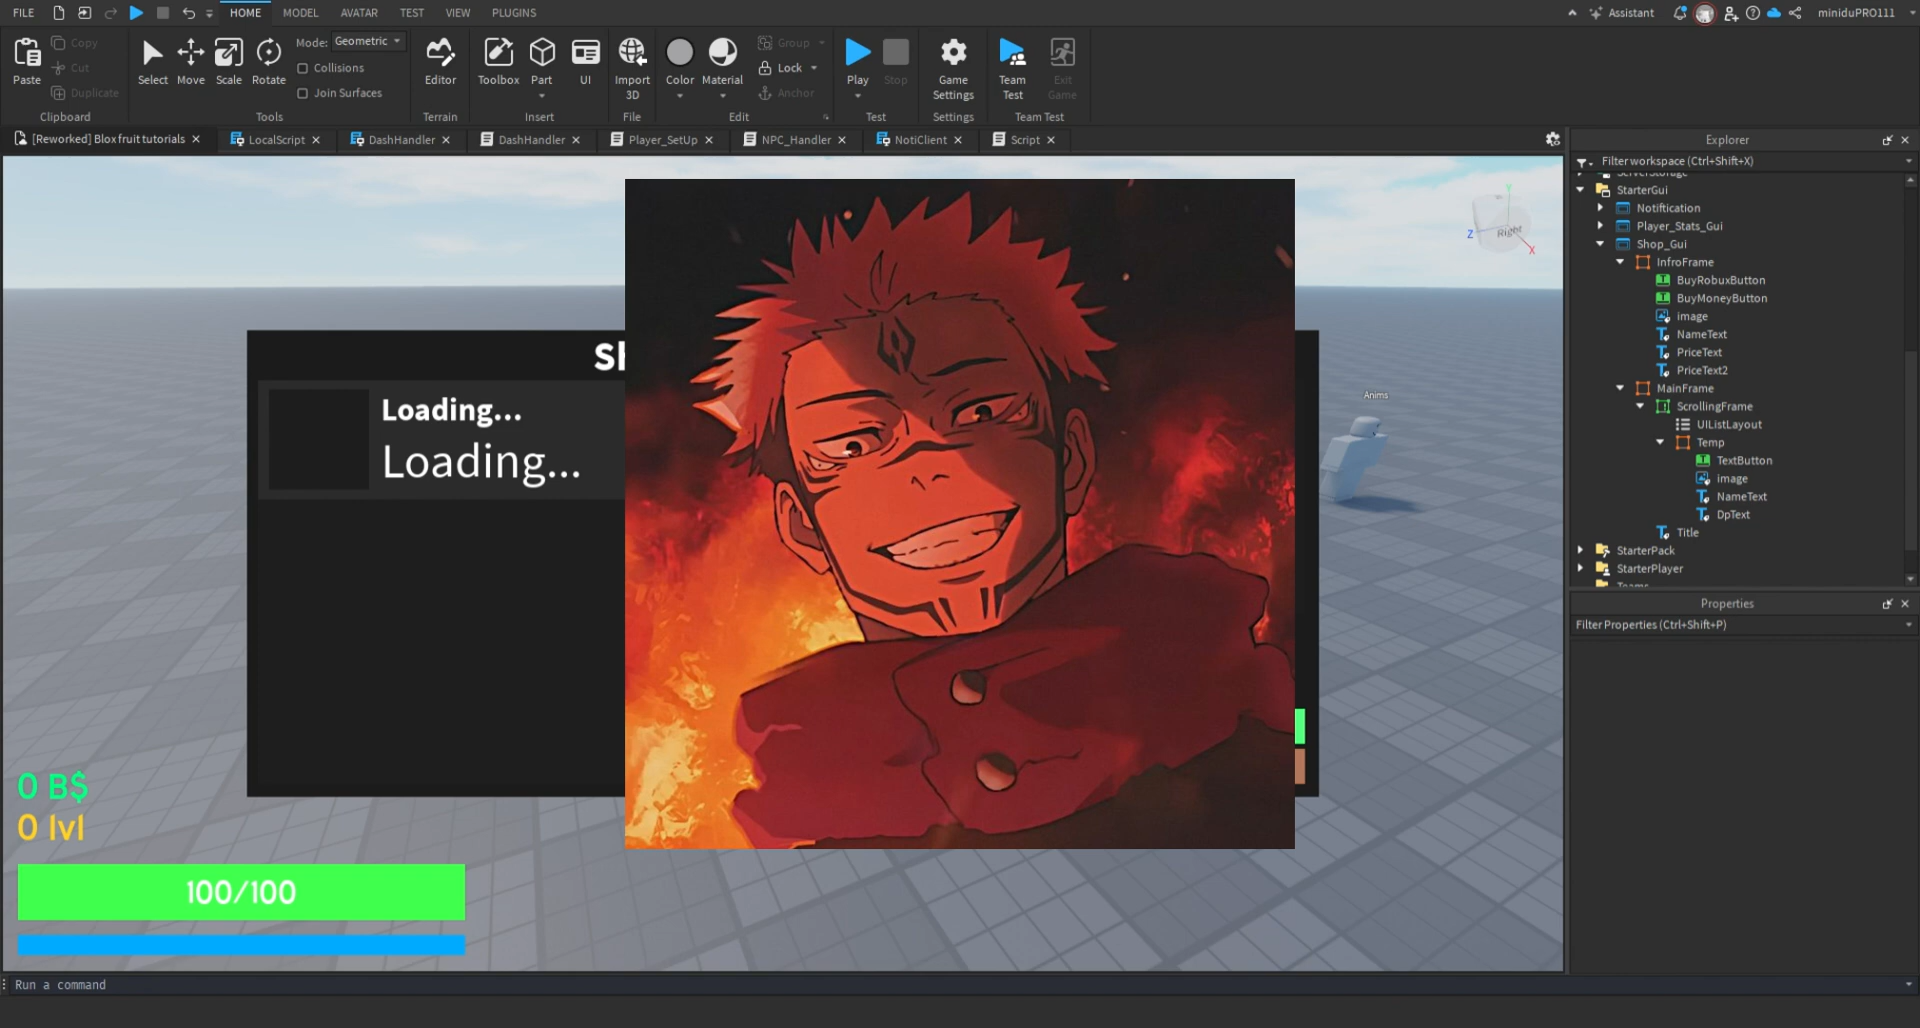 FILE HOME MODEL AVATAR TEST VIEW PLUGINS Assistant miniduPRO111
Paste Copy Cut Duplicate Clipboard
Select Move Scale Rotate Mode: Geometric Collisions Join Surfaces Tools
Editor Terrain
Toolbox Part UI Insert
Import 3D File
Color Material Group Lock Anchor Edit
Play Stop Test
Game Settings Settings
Team Test Exit Game Team Test
[Reworked] Blox fruit tutorials LocalScript DashHandler DashHandler Player_SetUp NPC_Handler NotiClient Script
Y
Z
Right
X
Sh
Loading...
Loading...
Anims
0 B$
0 lvl
100/100
Explorer
Filter workspace (Ctrl+Shift+X)
ServerStorage
StarterGui
Notiftication
Player_Stats_Gui
Shop_Gui
InfroFrame
BuyRobuxButton
BuyMoneyButton
image
NameText
PriceText
PriceText2
MainFrame
ScrollingFrame
UIListLayout
Temp
TextButton
image
NameText
DpText
Title
StarterPack
StarterPlayer
Teams
Properties
Filter Properties (Ctrl+Shift+P)
Run a command